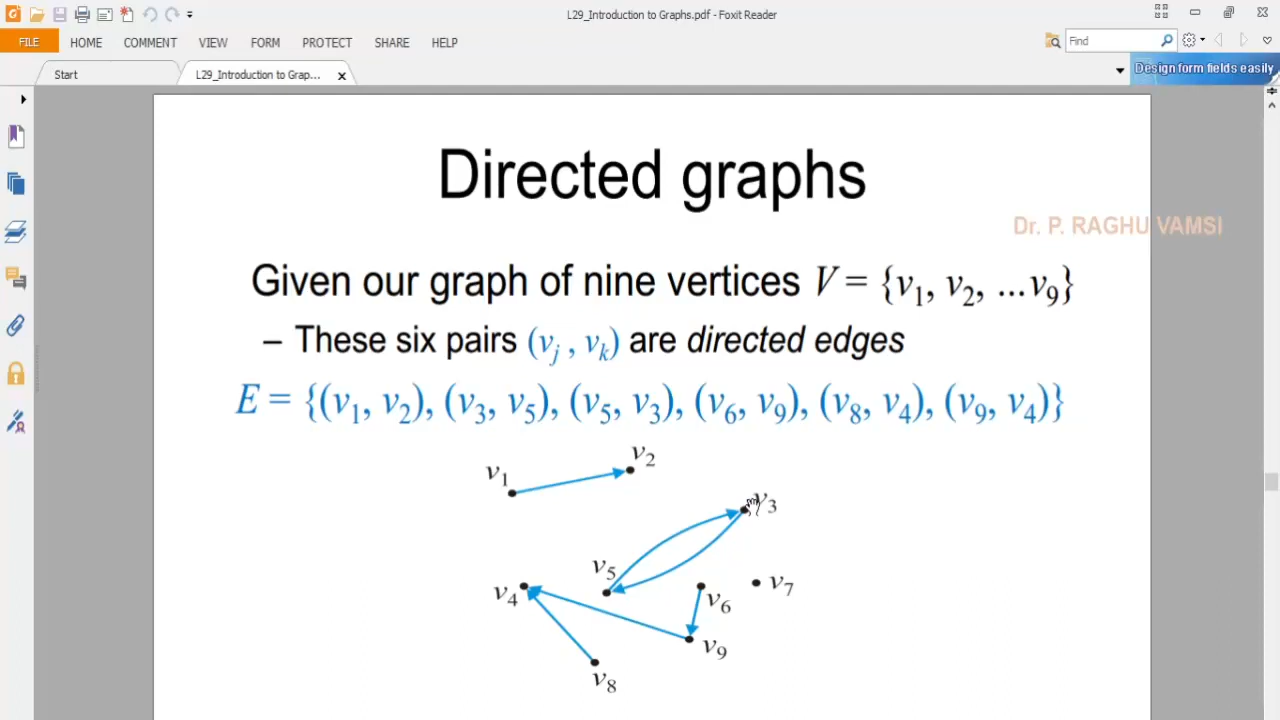 L29_Introduction to Graphs.pdf - Foxit Reader
FILE HOME COMMENT VIEW FORM PROTECT SHARE HELP
Find
Start
L29_Introduction to Grap... x
Design form fields easily
Directed graphs
Dr. P. RAGHU VAMSI
Given our graph of nine vertices V = {v1, v2, ...v9}
– These six pairs (vj , vk) are directed edges
E = {(v1, v2), (v3, v5), (v5, v3), (v6, v9), (v8, v4), (v9, v4)}
v2
v1
v3
v5
v7
v4
v6
v9
v8